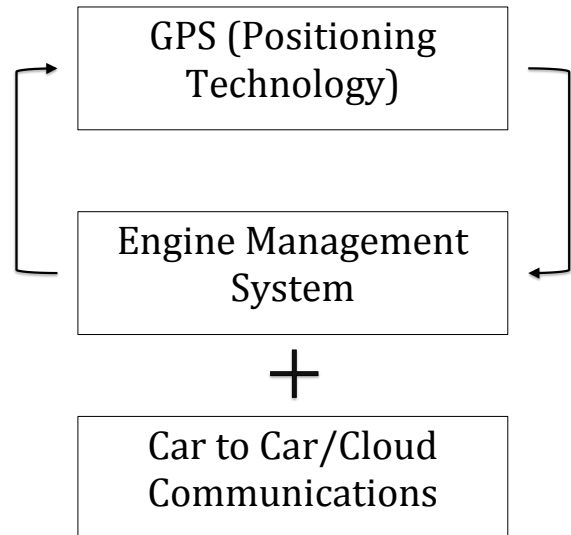 GPS (Positioning
Technology)
Engine Management
System
+
Car to Car/Cloud
Communications